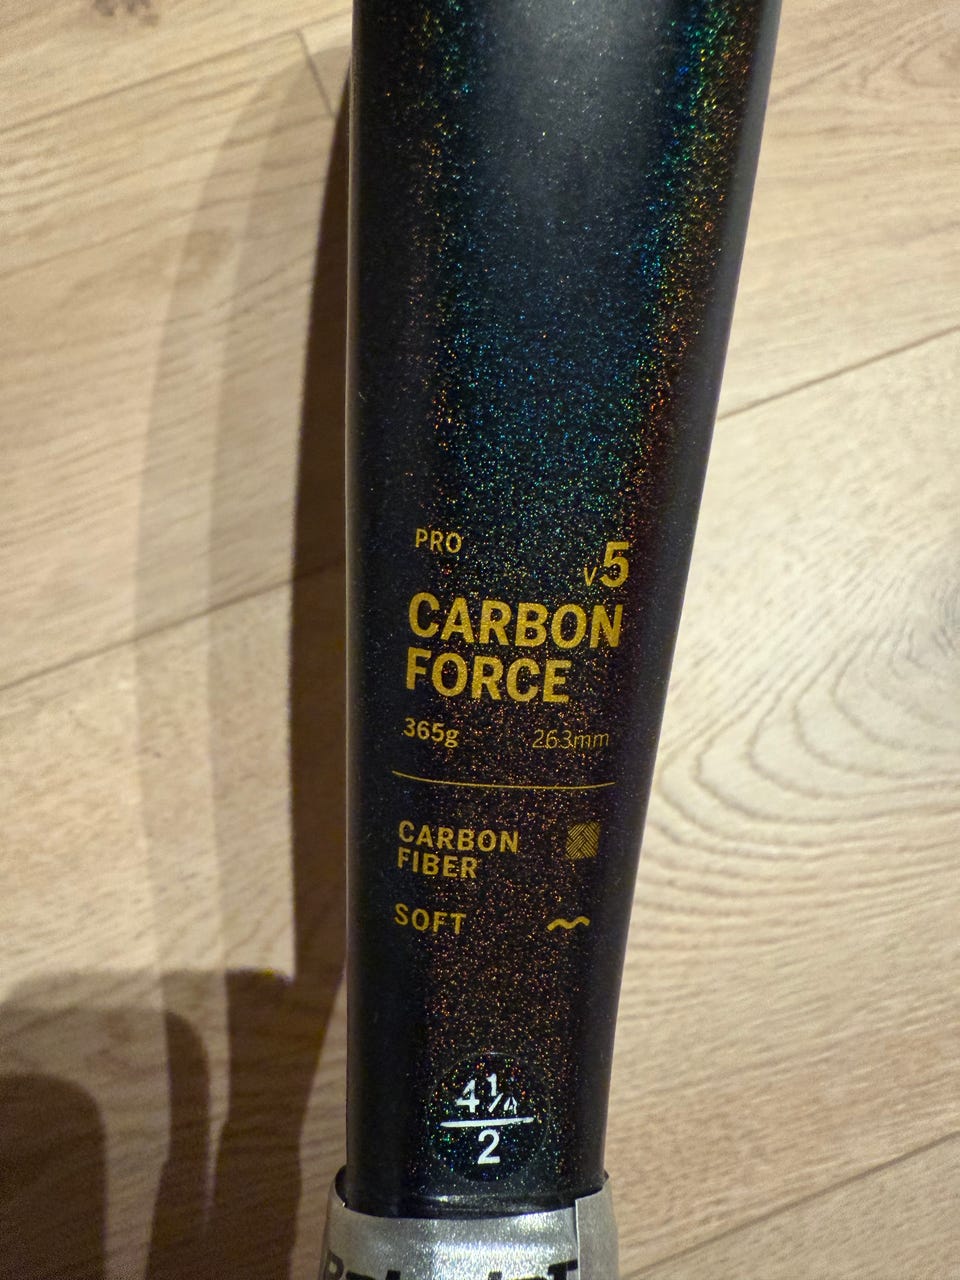 PRO
v5
CARBON
FORCE
365g 263mm
CARBON
FIBER
SOFT
4 1/4
2